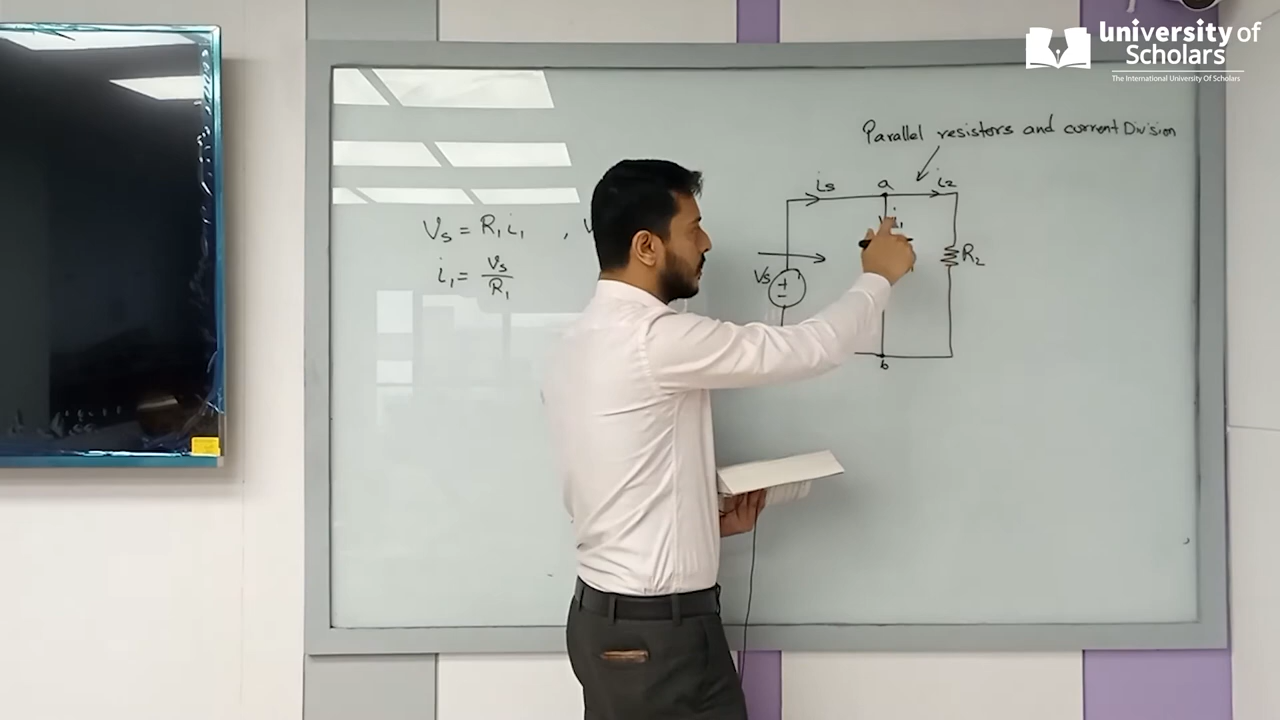 University of
Scholars
The International University Of Scholars
Parallel resistors and current Division
is a i2
Vs = R1 i1 , V
i1
i1 = Vs
R1
R2
Vs
+
-
b